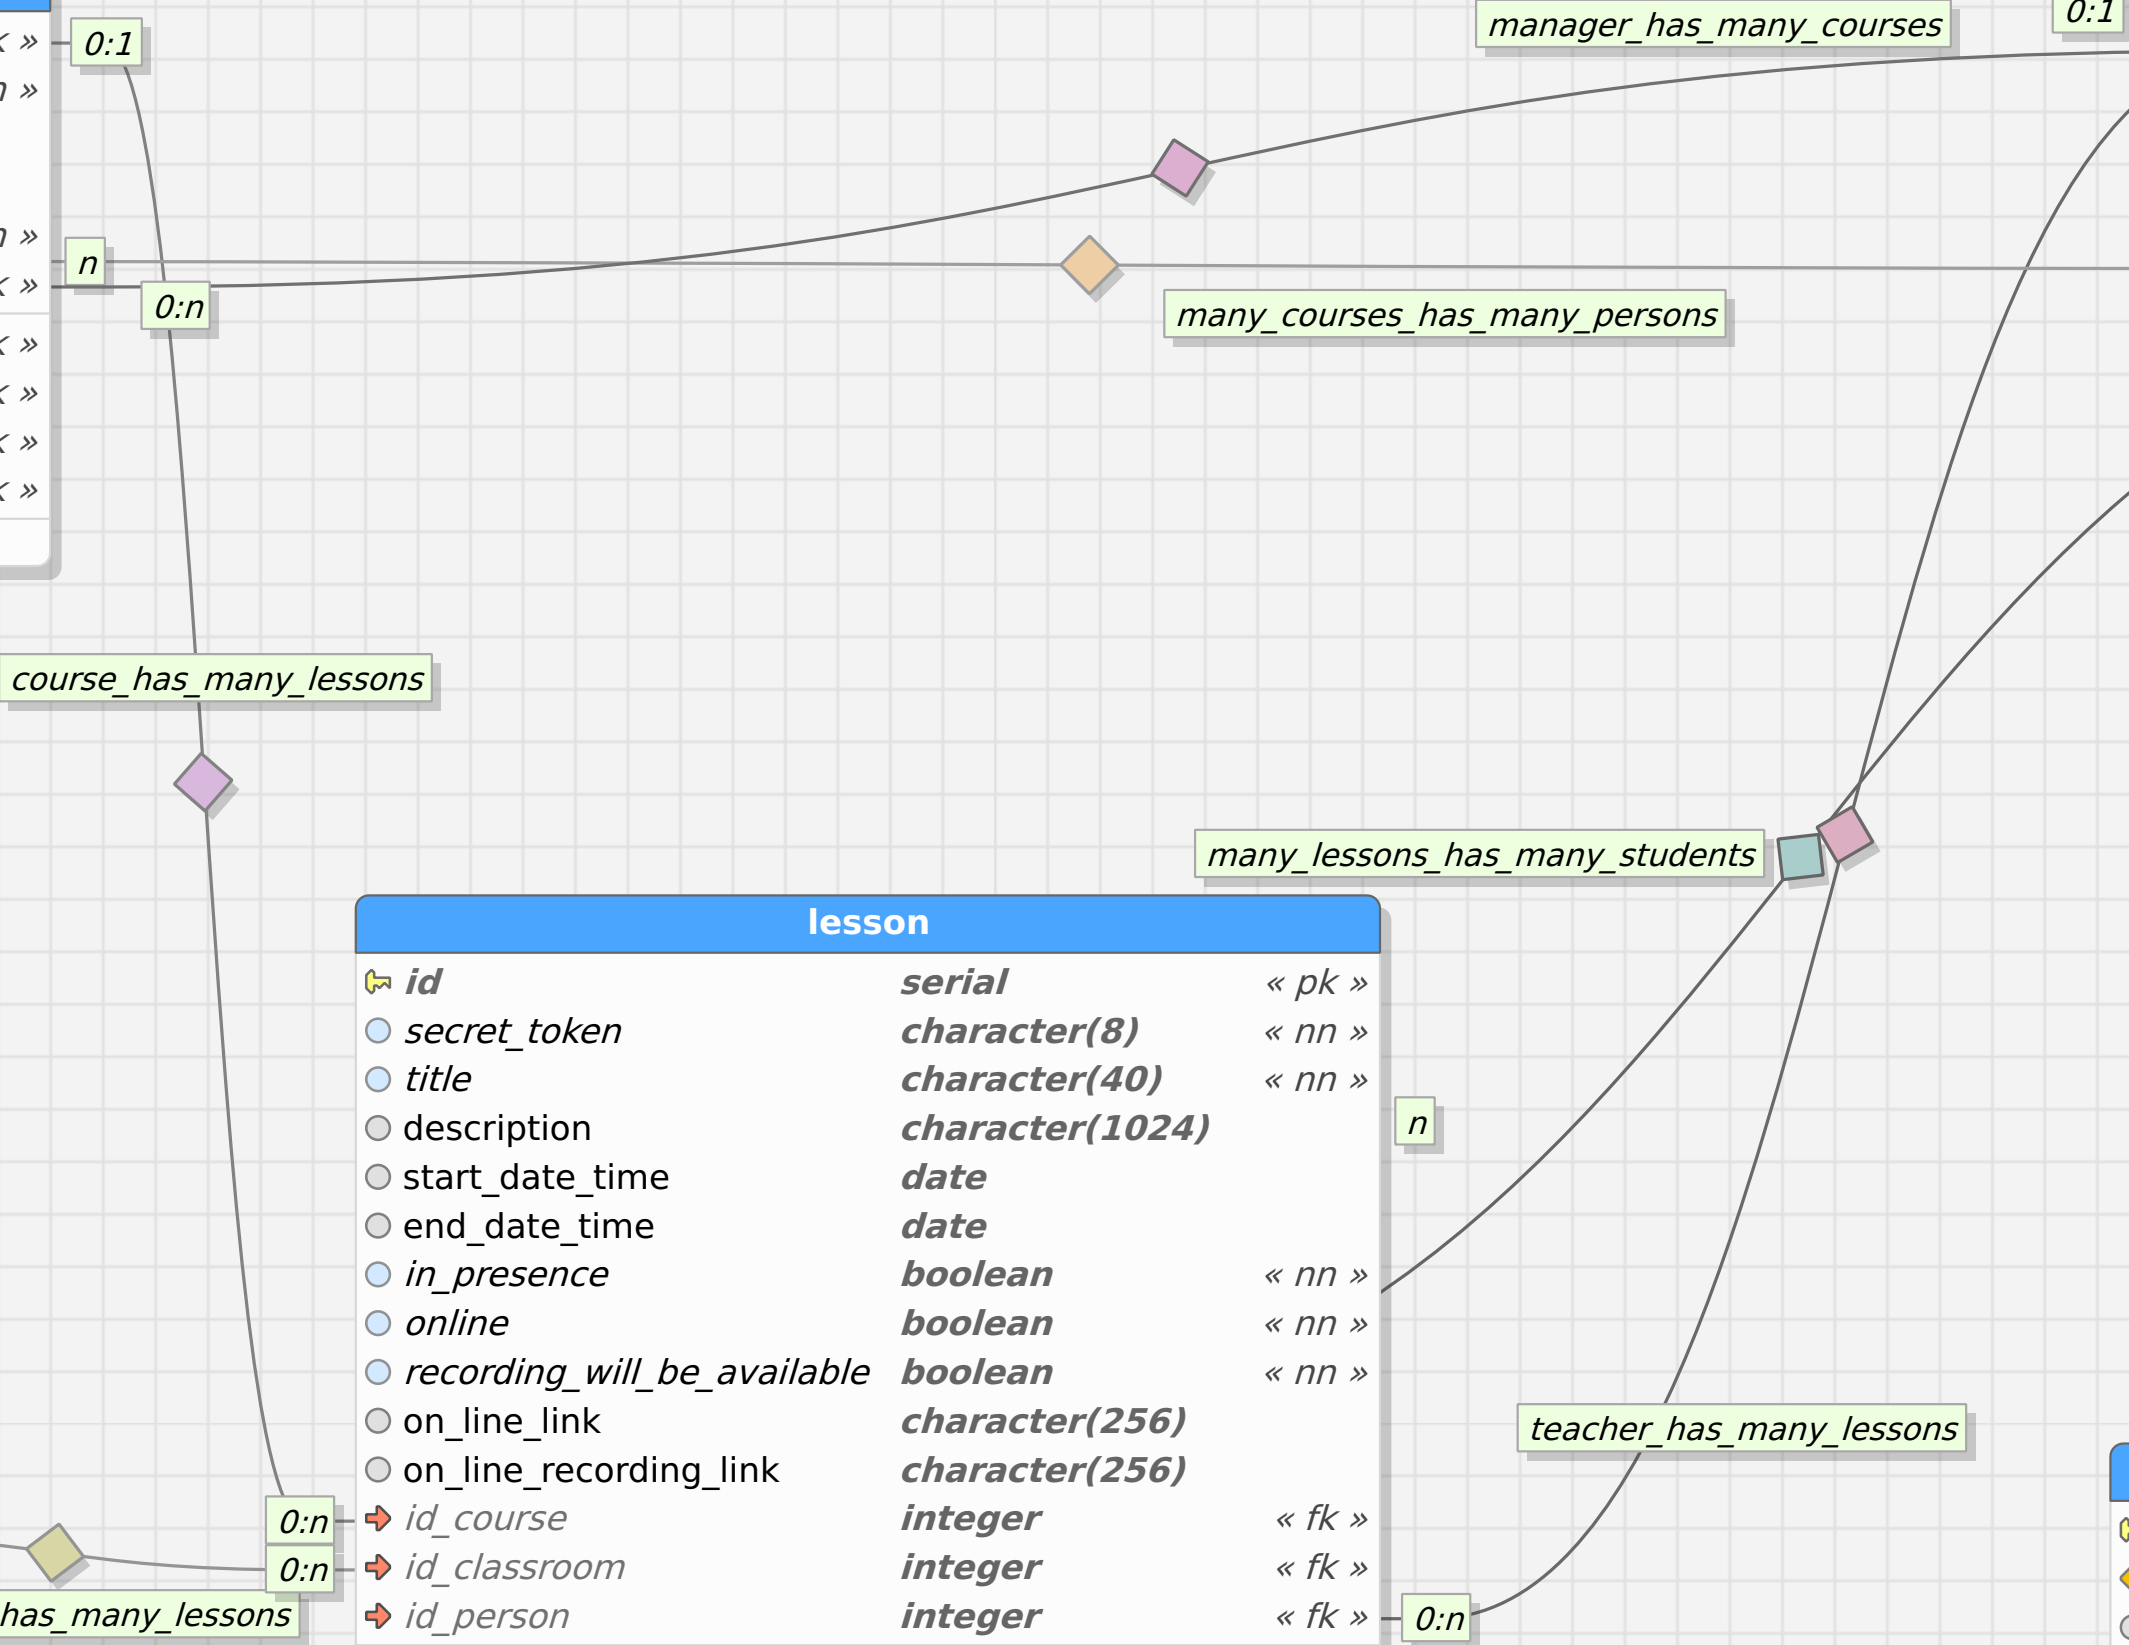 manager_has_many_courses
0:1
0:1
n
0:n
many_courses_has_many_persons
course_has_many_lessons
many_lessons_has_many_students
lesson
id serial « pk »
secret_token character(8) « nn »
title character(40) « nn »
description character(1024)
n
start_date_time date
end_date_time date
in_presence boolean « nn »
online boolean « nn »
recording_will_be_available boolean « nn »
on_line_link character(256)
teacher_has_many_lessons
on_line_recording_link character(256)
0:n id_course integer « fk »
0:n id_classroom integer « fk »
has_many_lessons
id_person integer « fk » 0:n